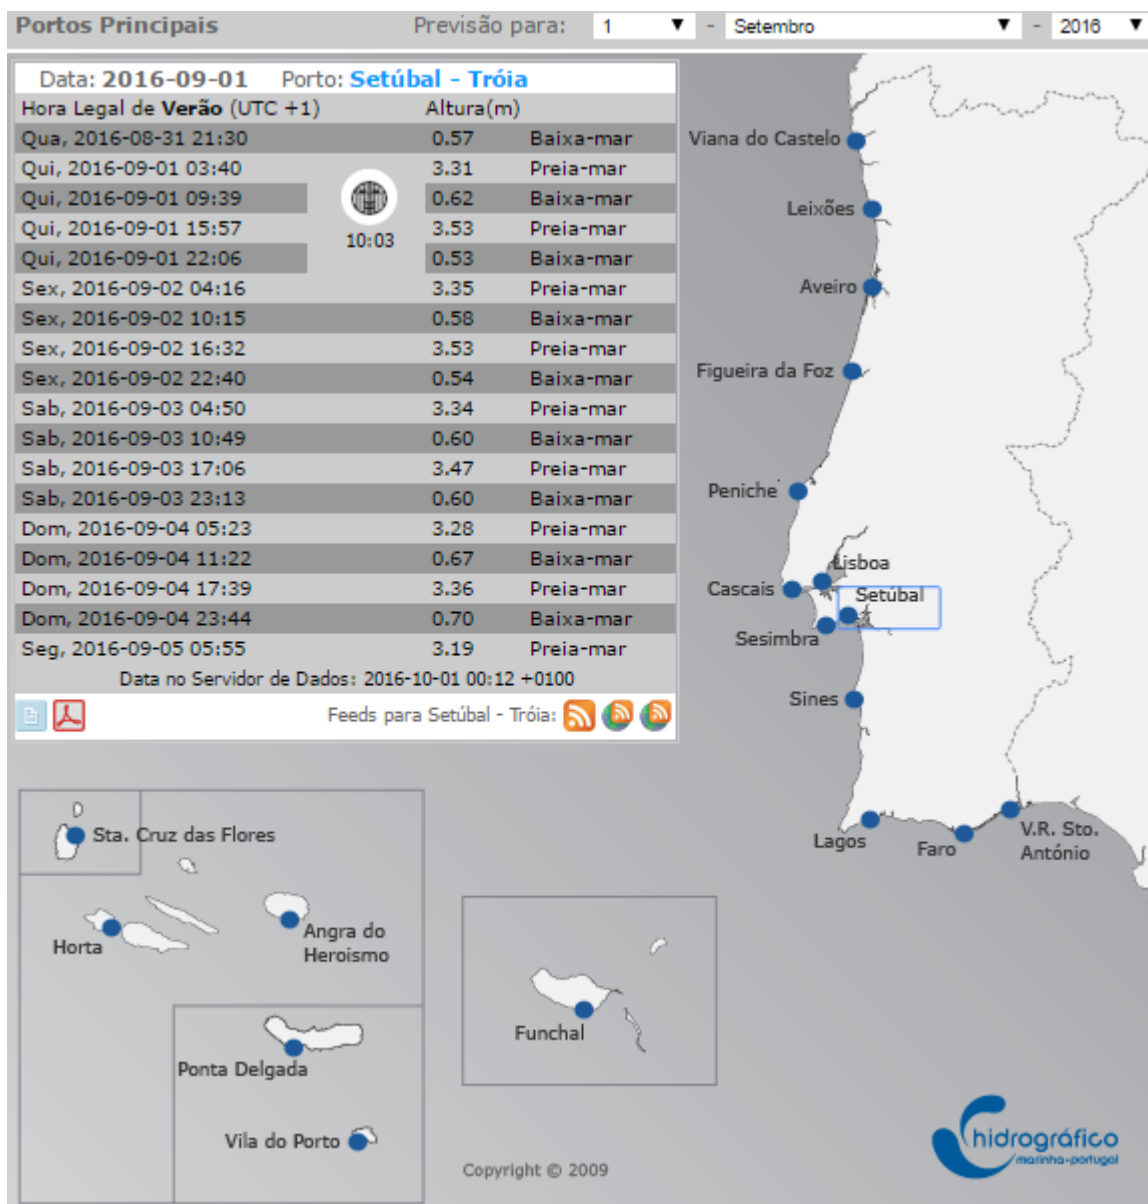 Portos Principais Previsão para: 1 - Setembro - 2016
Data: 2016-09-01 Porto: Setúbal - Tróia
Hora Legal de Verão (UTC +1) Altura(m)
Qua, 2016-08-31 21:30 0.57 Baixa-mar
Qui, 2016-09-01 03:40 3.31 Preia-mar
Qui, 2016-09-01 09:39 0.62 Baixa-mar
Qui, 2016-09-01 15:57 3.53 Preia-mar
10:03
Qui, 2016-09-01 22:06 0.53 Baixa-mar
Sex, 2016-09-02 04:16 3.35 Preia-mar
Sex, 2016-09-02 10:15 0.58 Baixa-mar
Sex, 2016-09-02 16:32 3.53 Preia-mar
Sex, 2016-09-02 22:40 0.54 Baixa-mar
Sab, 2016-09-03 04:50 3.34 Preia-mar
Sab, 2016-09-03 10:49 0.60 Baixa-mar
Sab, 2016-09-03 17:06 3.47 Preia-mar
Sab, 2016-09-03 23:13 0.60 Baixa-mar
Dom, 2016-09-04 05:23 3.28 Preia-mar
Dom, 2016-09-04 11:22 0.67 Baixa-mar
Dom, 2016-09-04 17:39 3.36 Preia-mar
Dom, 2016-09-04 23:44 0.70 Baixa-mar
Seg, 2016-09-05 05:55 3.19 Preia-mar
Data no Servidor de Dados: 2016-10-01 00:12 +0100
Feeds para Setúbal - Tróia:
Viana do Castelo
Leixões
Aveiro
Figueira da Foz
Peniche
Lisboa
Cascais
Setúbal
Sesimbra
Sines
Lagos
Faro
V.R. Sto.
António
Sta. Cruz das Flores
Horta
Angra do
Heroismo
Ponta Delgada
Vila do Porto
Funchal
Copyright © 2009
hidrográfico
marinha-portugal